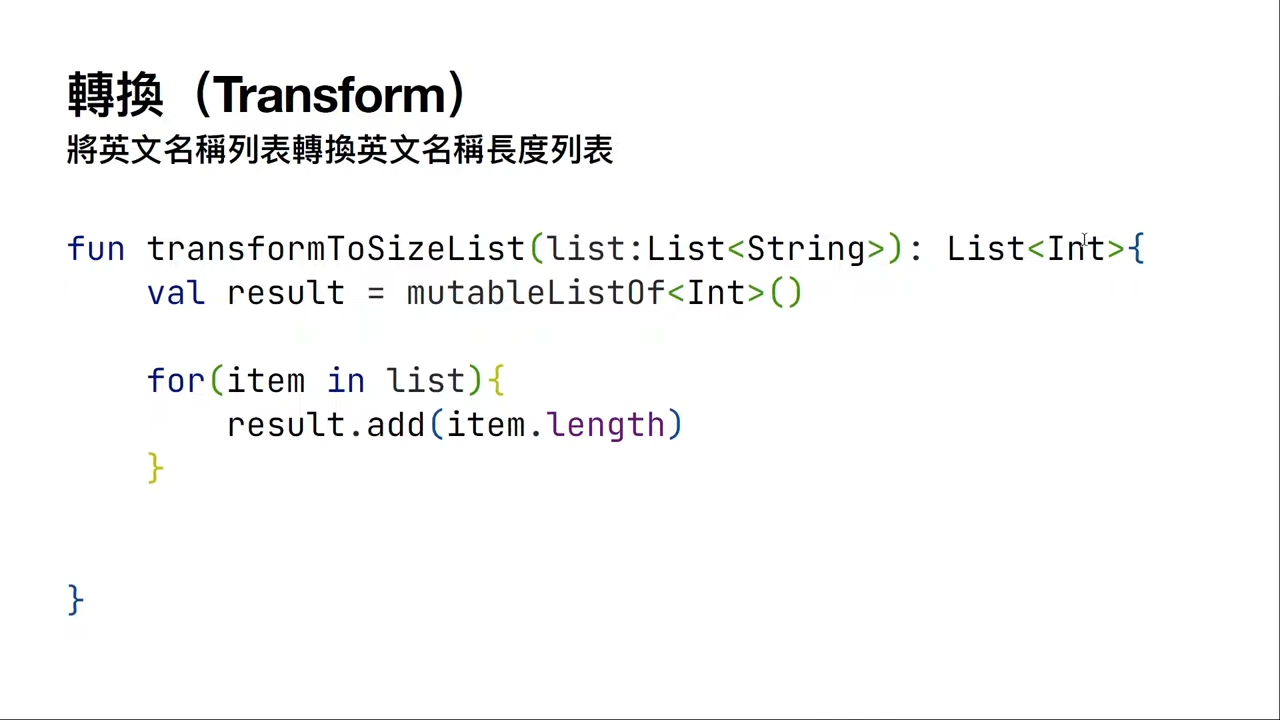 轉換（Transform）
將英文名稱列表轉換英文名稱長度列表
fun transformToSizeList(list:List<String>): List<Int>{
    val result = mutableListOf<Int>()
    for(item in list){
        result.add(item.length)
    }
}